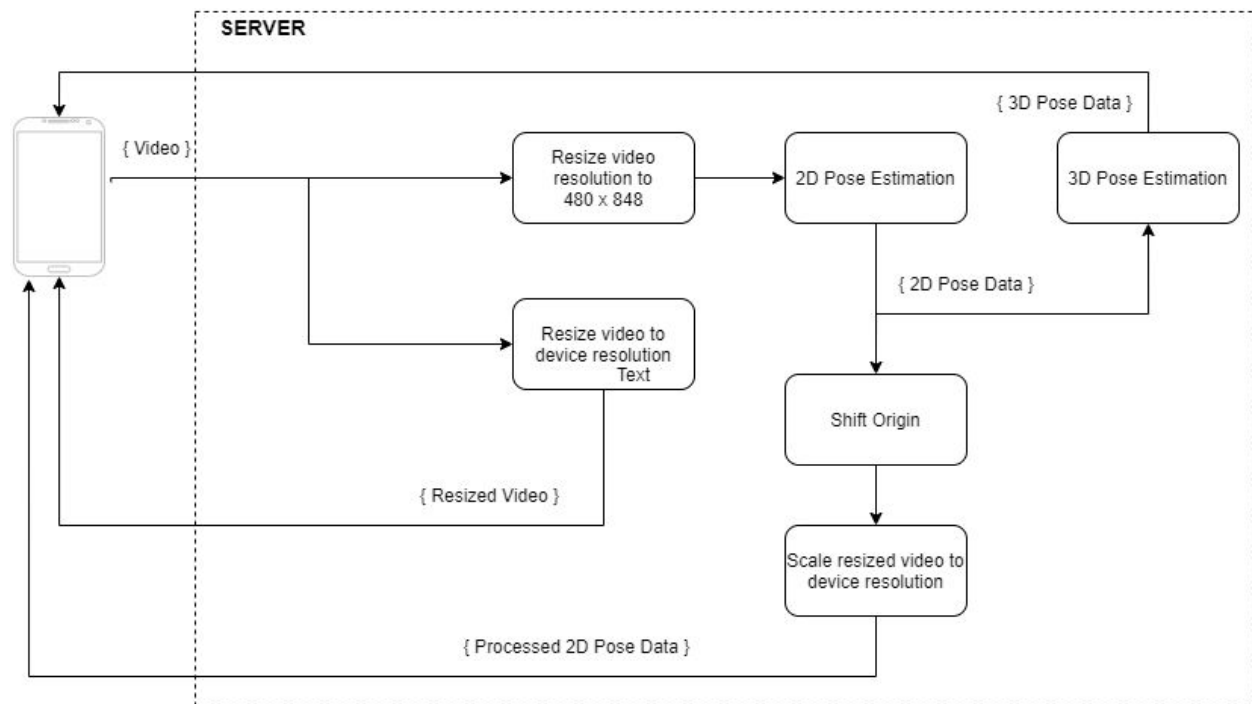 SERVER
{ 3D Pose Data }
{ Video }
Resize video
resolution to
480 x 848
2D Pose Estimation
3D Pose Estimation
{ 2D Pose Data }
Resize video to
device resolution
Text
Shift Origin
{ Resized Video }
Scale resized video to
device resolution
{ Processed 2D Pose Data }